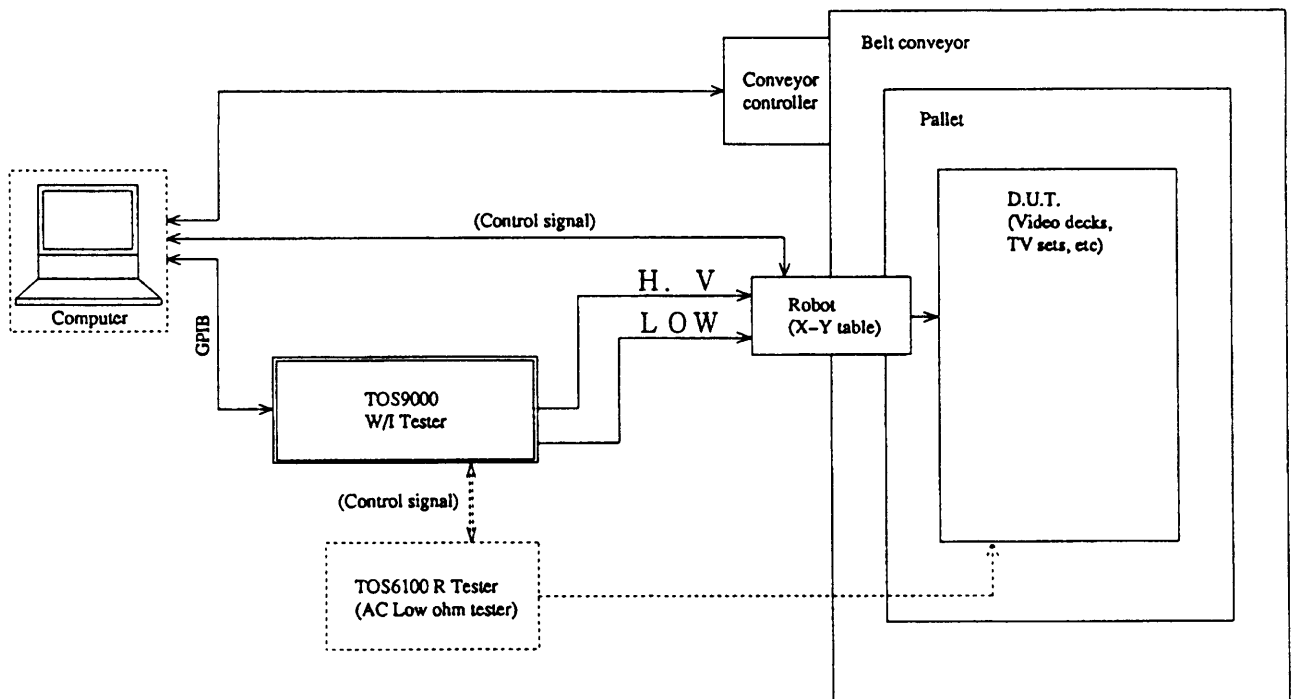 Belt conveyor
Conveyor
controller
Pallet
D.U.T.
(Video decks,
TV sets, etc)
(Control signal)
H. V
Robot
(X-Y table)
LOW
Computer
GPIB
TOS9000
W/I Tester
(Control signal)
TOS6100 R Tester
(AC Low ohm tester)